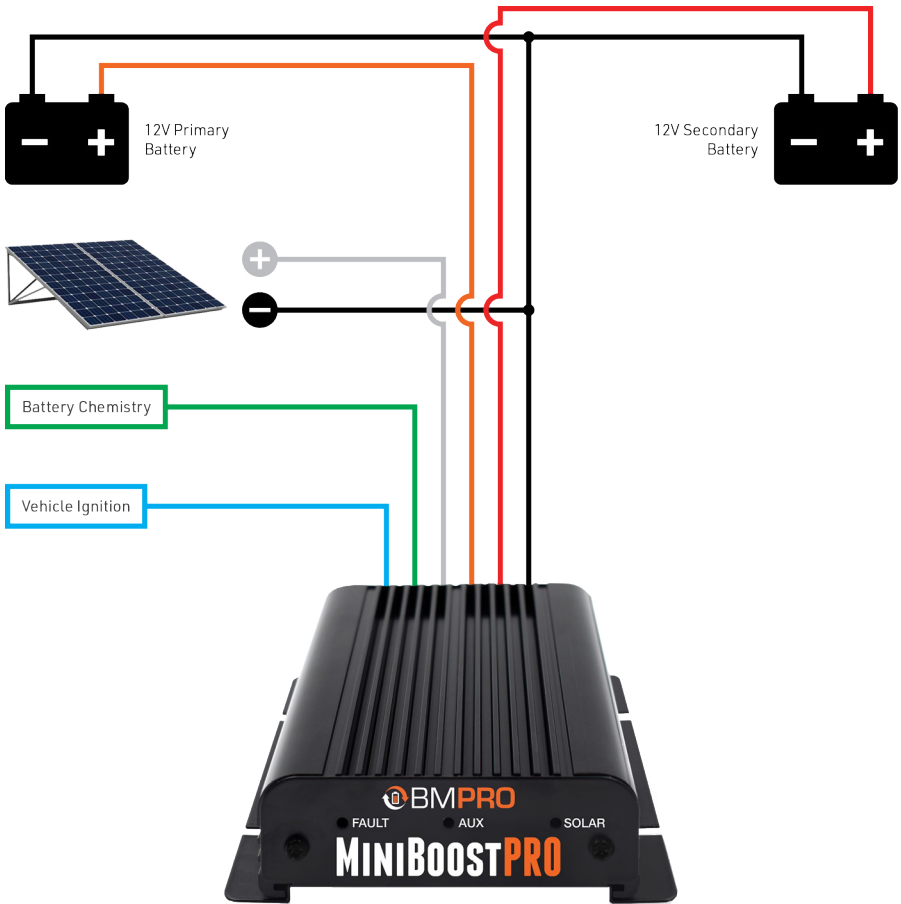 12V Primary
Battery
12V Secondary
Battery
Battery Chemistry
Vehicle Ignition
BMPRO
FAULT AUX SOLAR
MINIBOOSTPRO